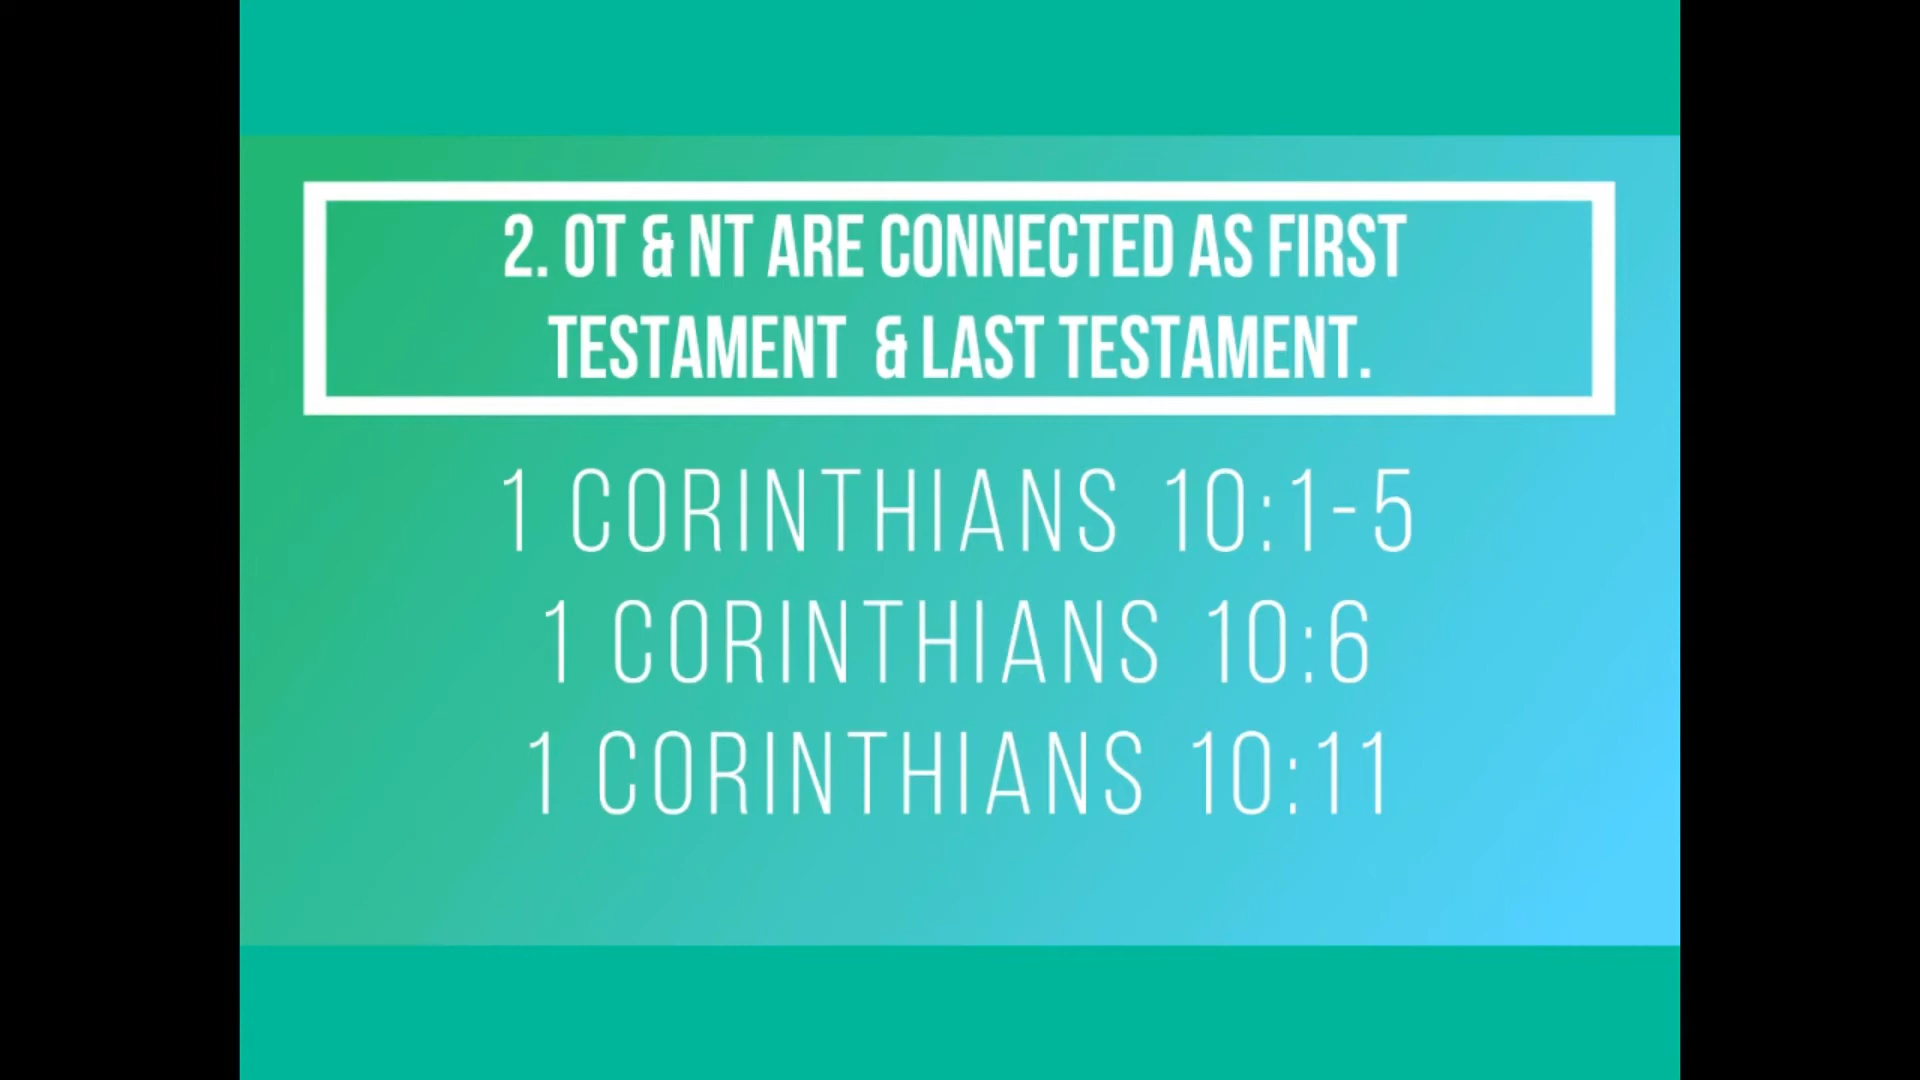 2. OT & NT ARE CONNECTED AS FIRST
TESTAMENT & LAST TESTAMENT.
1 CORINTHIANS 10:1-5
1 CORINTHIANS 10:6
1 CORINTHIANS 10:11